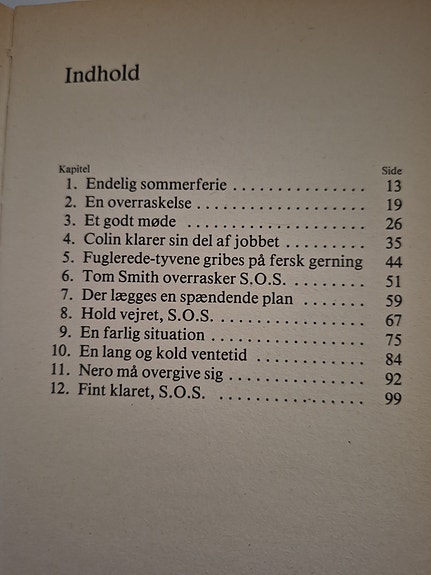 Indhold
Kapitel Side
1. Endelig sommerferie ................ 13
2. En overraskelse ..................... 19
3. Et godt møde ....................... 26
4. Colin klarer sin del af jobbet .......... 35
5. Fuglerede-tyvene gribes på fersk gerning 44
6. Tom Smith overrasker S.O.S. .......... 51
7. Der lægges en spændende plan ........ 59
8. Hold vejret, S.O.S. .................. 67
9. En farlig situation ................... 75
10. En lang og kold ventetid .............. 84
11. Nero må overgive sig ................. 92
12. Fint klaret, S.O.S. ................... 99